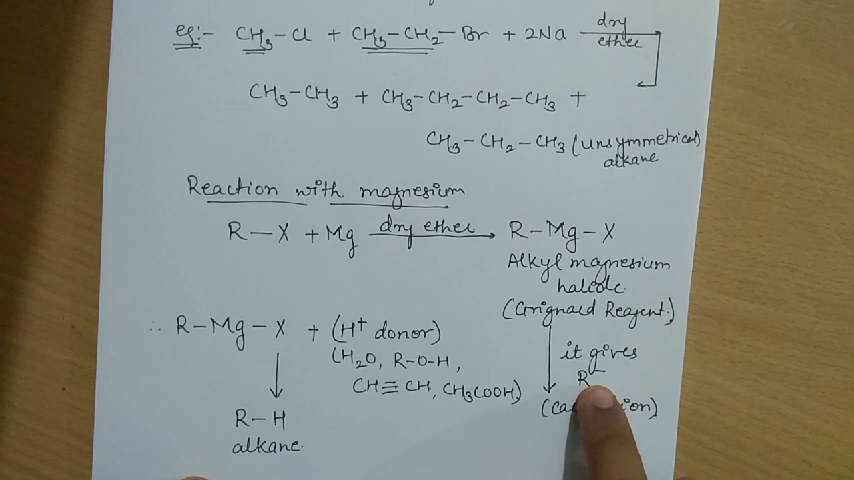 eg:- CH₃-Cl + CH₃-CH₂-Br + 2Na dry ether
CH₃-CH₃ + CH₃-CH₂-CH₂-CH₃ +
CH₃-CH₂-CH₃ (Unsymmetrical
alkane
Reaction with magnesium
R-X + Mg dry ether R-Mg-X
Alkyl magnesium
halide
(Grignard Reagent)
∴ R-Mg-X + (H⁺ donor)
(H₂O, R-O-H,
CH≡CH, CH₃COOH)
it gives
R⁻
R-H
alkane